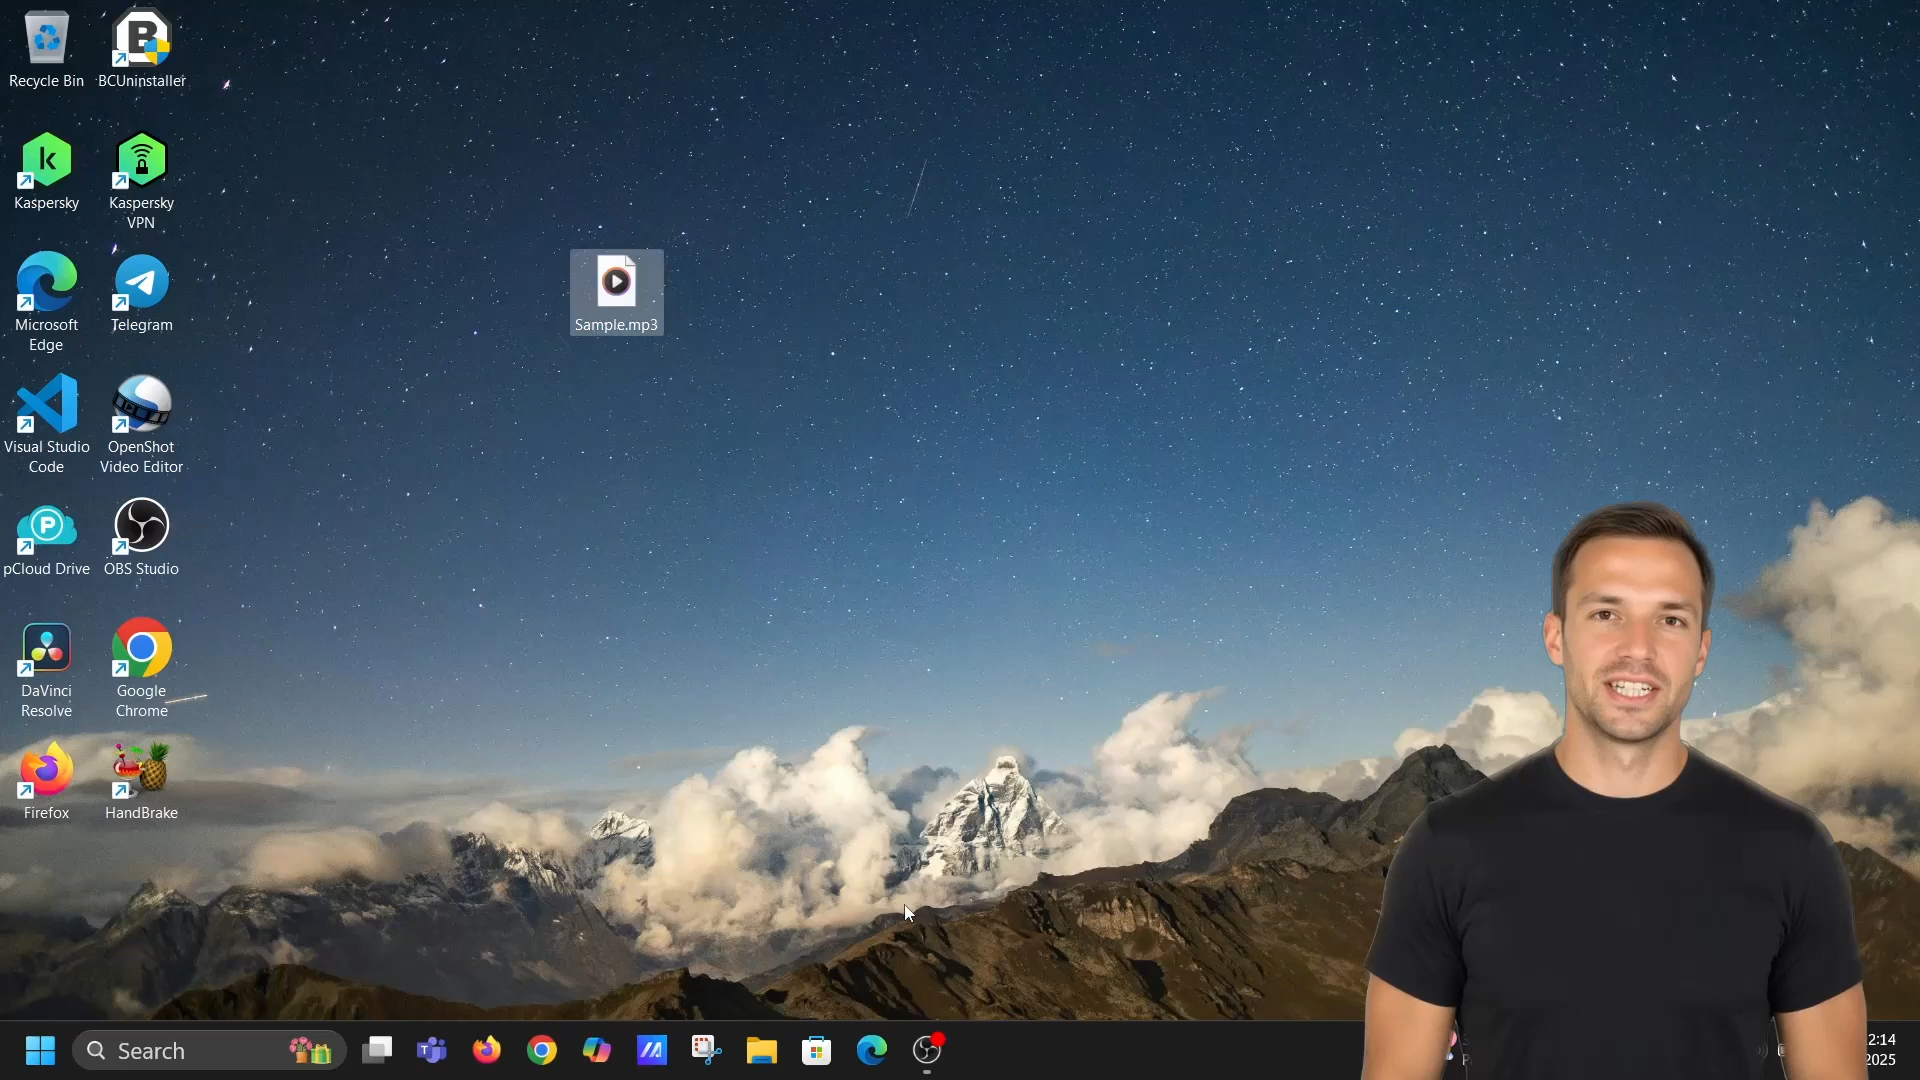 Recycle Bin
BCUninstaller
Kaspersky
Kaspersky
VPN
Microsoft
Edge
Telegram
Sample.mp3
Visual Studio
Code
OpenShot
Video Editor
pCloud Drive
OBS Studio
DaVinci
Resolve
Google
Chrome
Firefox
HandBrake
Search
2:14
2025